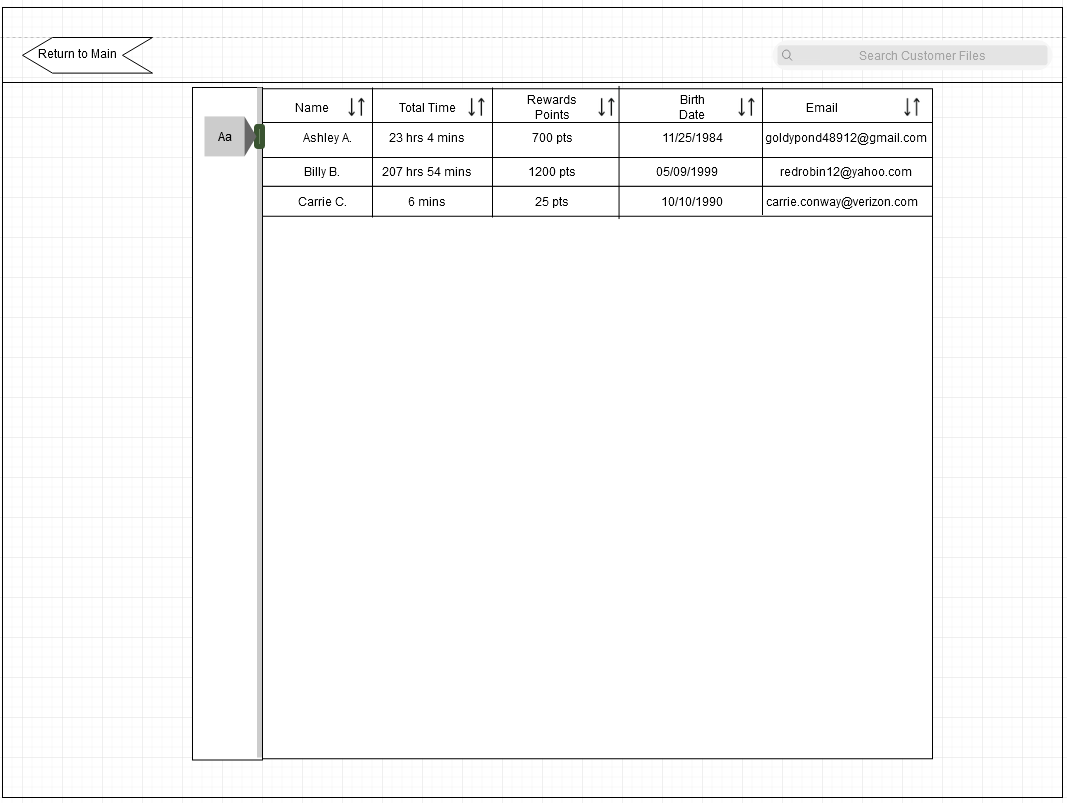 Return to Main
Search Customer Files
Name Total Time Rewards Points Birth Date Email
Aa
Ashley A. 23 hrs 4 mins 700 pts 11/25/1984 goldypond48912@gmail.com
Billy B. 207 hrs 54 mins 1200 pts 05/09/1999 redrobin12@yahoo.com
Carrie C. 6 mins 25 pts 10/10/1990 carrie.conway@verizon.com